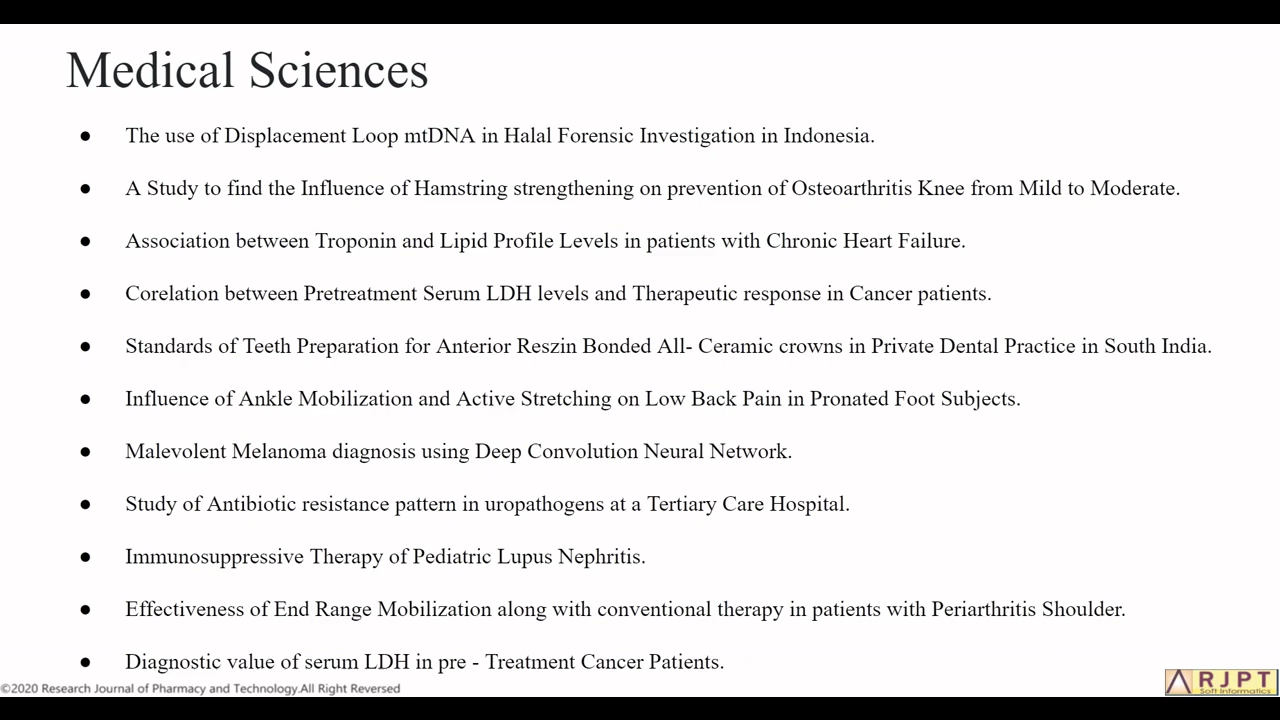 Medical Sciences
● The use of Displacement Loop mtDNA in Halal Forensic Investigation in Indonesia.
● A Study to find the Influence of Hamstring strengthening on prevention of Osteoarthritis Knee from Mild to Moderate.
● Association between Troponin and Lipid Profile Levels in patients with Chronic Heart Failure.
● Corelation between Pretreatment Serum LDH levels and Therapeutic response in Cancer patients.
● Standards of Teeth Preparation for Anterior Reszin Bonded All- Ceramic crowns in Private Dental Practice in South India.
● Influence of Ankle Mobilization and Active Stretching on Low Back Pain in Pronated Foot Subjects.
● Malevolent Melanoma diagnosis using Deep Convolution Neural Network.
● Study of Antibiotic resistance pattern in uropathogens at a Tertiary Care Hospital.
● Immunosuppressive Therapy of Pediatric Lupus Nephritis.
● Effectiveness of End Range Mobilization along with conventional therapy in patients with Periarthritis Shoulder.
● Diagnostic value of serum LDH in pre - Treatment Cancer Patients.
©2020 Research Journal of Pharmacy and Technology.All Right Reversed
RJPT
Soft Informatics